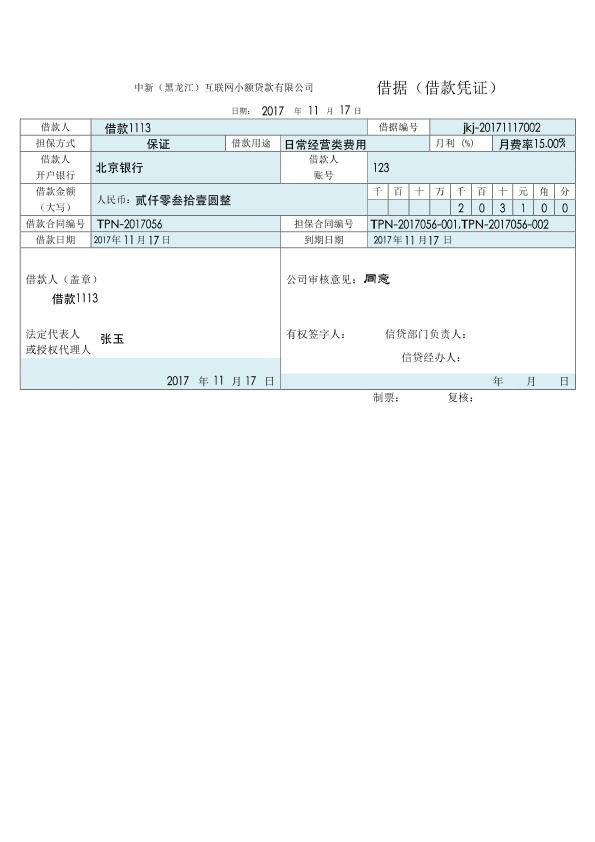 中新（黑龙江）互联网小额贷款有限公司 借据（借款凭证）
日期： 2017 年 11 月 17 日
借款人 借款1113 借据编号 jkj-20171117002
担保方式 保证 借款用途 日常经营类费用 月利 (%) 月费率15.00%
借款人 开户银行 北京银行 借款人 账号 123
借款金额 （大写） 人民币：贰仟零叁拾壹圆整 千 百 十 万 千 百 十 元 角 分
2 0 3 1 0 0
借款合同编号 TPN-2017056 担保合同编号 TPN-2017056-001,TPN-2017056-002
借款日期 2017年 11 月 17 日 到期日期 2017年 11 月17 日
借款人（盖章） 公司审核意见：同意
借款1113
法定代表人 或授权代理人 张玉 有权签字人： 信贷部门负责人：
信贷经办人：
2017 年 11 月 17 日 年 月 日
制票： 复核：